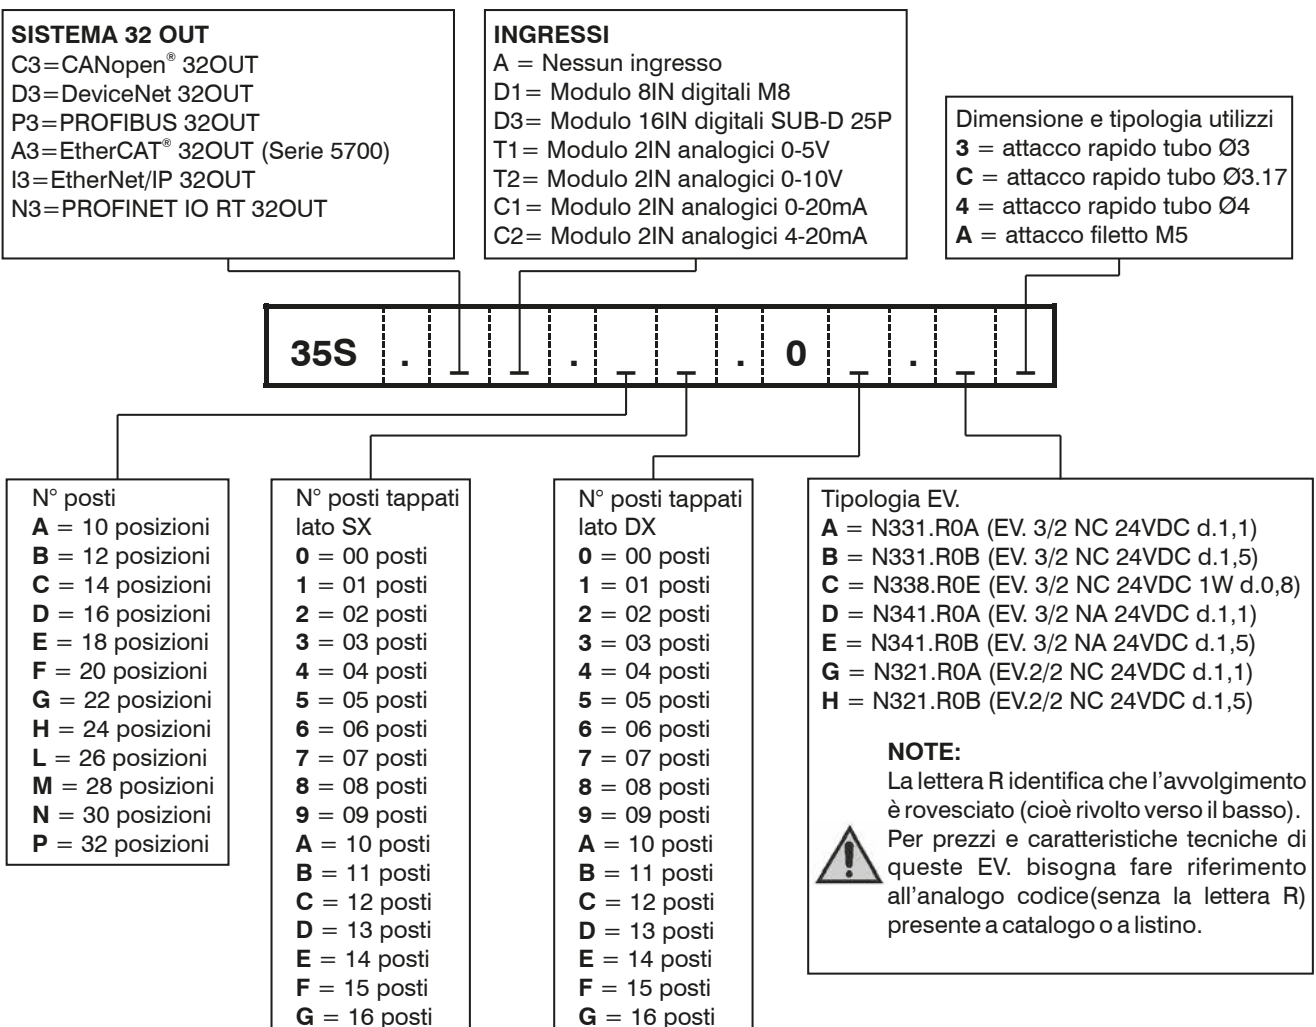 SISTEMA 32 OUT
C3=CANopen® 32OUT
D3=DeviceNet 32OUT
P3=PROFIBUS 32OUT
A3=EtherCAT® 32OUT (Serie 5700)
I3=EtherNet/IP 32OUT
N3=PROFINET IO RT 32OUT
INGRESSI
A = Nessun ingresso
D1= Modulo 8IN digitali M8
D3= Modulo 16IN digitali SUB-D 25P
T1= Modulo 2IN analogici 0-5V
T2= Modulo 2IN analogici 0-10V
C1= Modulo 2IN analogici 0-20mA
C2= Modulo 2IN analogici 4-20mA
Dimensione e tipologia utilizzi
3 = attacco rapido tubo Ø3
C = attacco rapido tubo Ø3.17
4 = attacco rapido tubo Ø4
A = attacco filetto M5
35S . . . 0 .
N° posti
A = 10 posizioni
B = 12 posizioni
C = 14 posizioni
D = 16 posizioni
E = 18 posizioni
F = 20 posizioni
G = 22 posizioni
H = 24 posizioni
L = 26 posizioni
M = 28 posizioni
N = 30 posizioni
P = 32 posizioni
N° posti tappati
lato SX
0 = 00 posti
1 = 01 posti
2 = 02 posti
3 = 03 posti
4 = 04 posti
5 = 05 posti
6 = 06 posti
7 = 07 posti
8 = 08 posti
9 = 09 posti
A = 10 posti
B = 11 posti
C = 12 posti
D = 13 posti
E = 14 posti
F = 15 posti
G = 16 posti
N° posti tappati
lato DX
0 = 00 posti
1 = 01 posti
2 = 02 posti
3 = 03 posti
4 = 04 posti
5 = 05 posti
6 = 06 posti
7 = 07 posti
8 = 08 posti
9 = 09 posti
A = 10 posti
B = 11 posti
C = 12 posti
D = 13 posti
E = 14 posti
F = 15 posti
G = 16 posti
Tipologia EV.
A = N331.R0A (EV. 3/2 NC 24VDC d.1,1)
B = N331.R0B (EV. 3/2 NC 24VDC d.1,5)
C = N338.R0E (EV. 3/2 NC 24VDC 1W d.0,8)
D = N341.R0A (EV. 3/2 NA 24VDC d.1,1)
E = N341.R0B (EV. 3/2 NA 24VDC d.1,5)
G = N321.R0A (EV.2/2 NC 24VDC d.1,1)
H = N321.R0B (EV.2/2 NC 24VDC d.1,5)
NOTE:
La lettera R identifica che l'avvolgimento
è rovesciato (cioè rivolto verso il basso).
Per prezzi e caratteristiche tecniche di
queste EV. bisogna fare riferimento
all'analogo codice(senza la lettera R)
presente a catalogo o a listino.